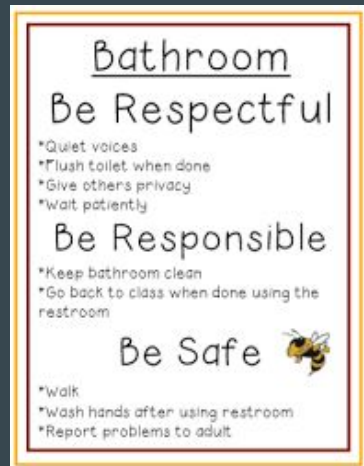 Bathroom
Be Respectful
*Quiet voices
*Flush toilet when done
*Give others privacy
*Wait patiently
Be Responsible
*Keep bathroom clean
*Go back to class when done using the
restroom
Be Safe
*Walk
*Wash hands after using restroom
*Report problems to adult